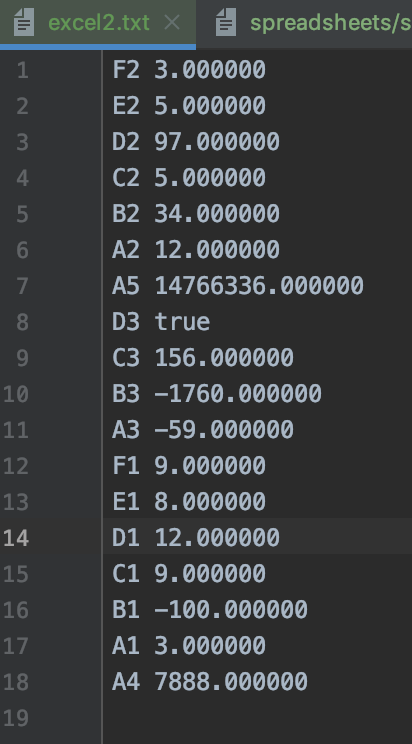 excel2.txt
spreadsheets/s
1 F2 3.000000
2 E2 5.000000
3 D2 97.000000
4 C2 5.000000
5 B2 34.000000
6 A2 12.000000
7 A5 14766336.000000
8 D3 true
9 C3 156.000000
10 B3 -1760.000000
11 A3 -59.000000
12 F1 9.000000
13 E1 8.000000
14 D1 12.000000
15 C1 9.000000
16 B1 -100.000000
17 A1 3.000000
18 A4 7888.000000
19